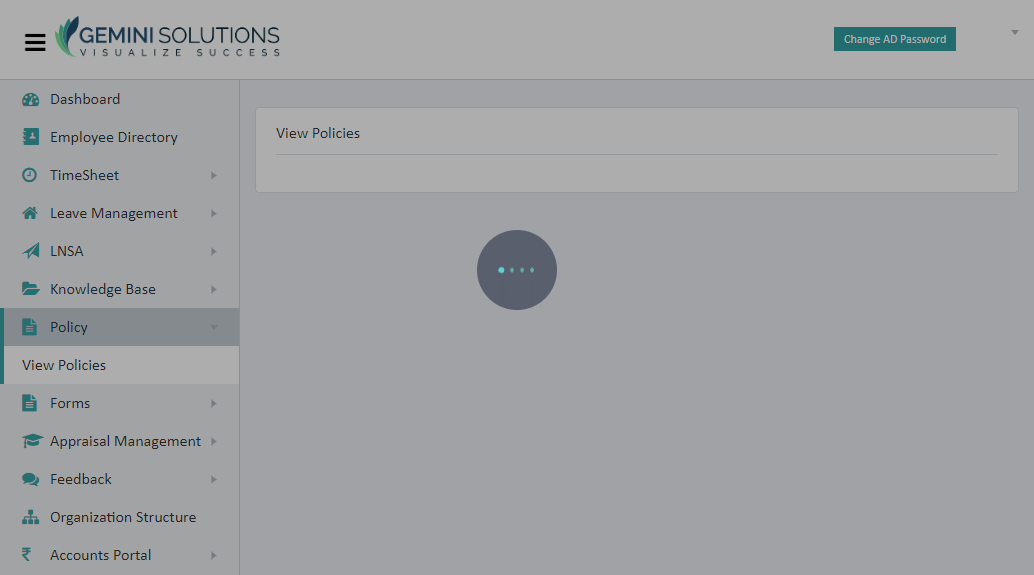 GEMINI SOLUTIONS
VISUALIZE SUCCESS
Change AD Password
Dashboard
Employee Directory
TimeSheet
Leave Management
LNSA
Knowledge Base
Policy
View Policies
Forms
Appraisal Management
Feedback
Organization Structure
₹ Accounts Portal
View Policies